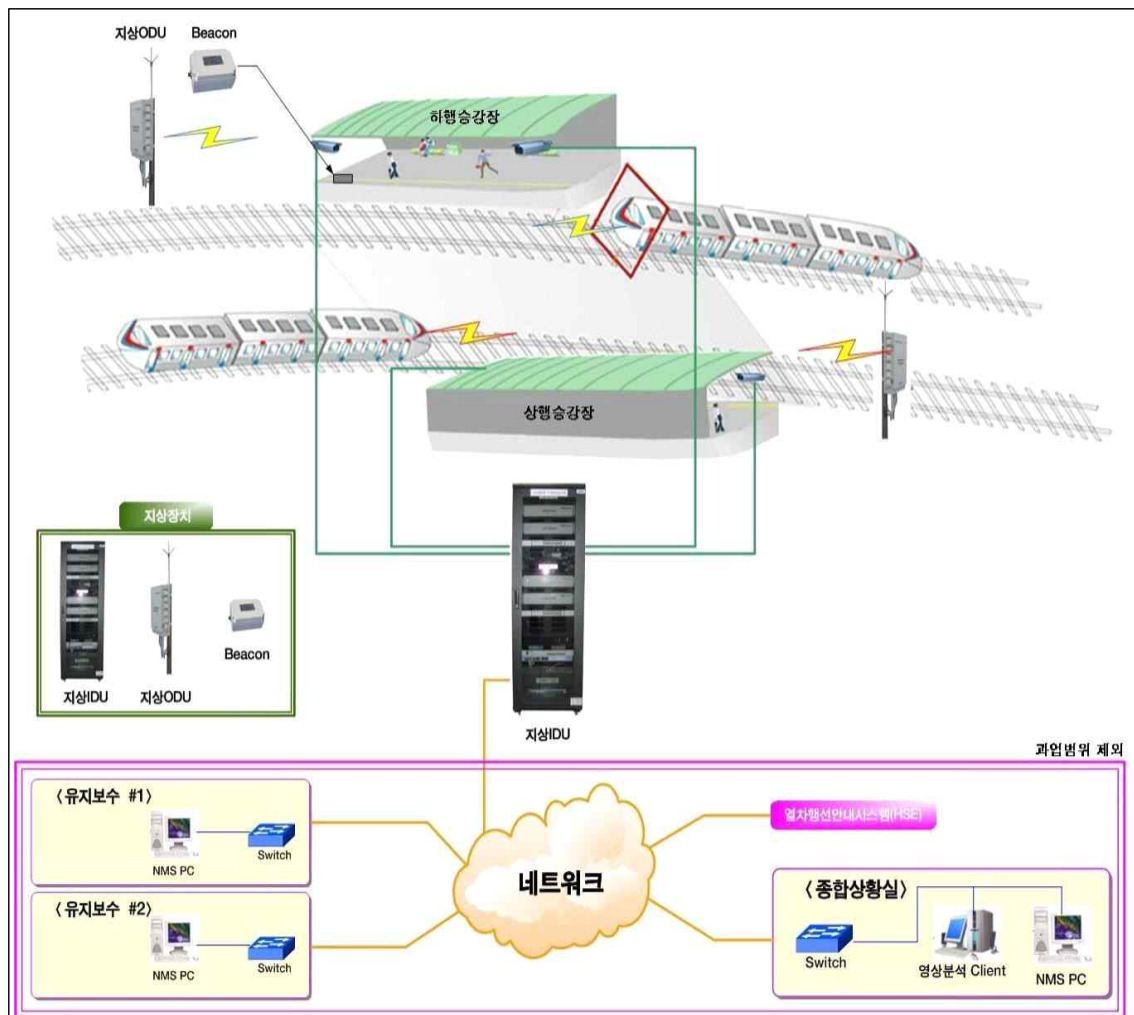 지상ODU
Beacon
하행승강장
상행승강장
지상장치
지상IDU
지상ODU
Beacon
지상IDU
과업범위 제외
〈유지보수 #1〉
NMS PC
Switch
〈유지보수 #2〉
NMS PC
Switch
네트워크
열차행선안내시스템(HSE)
〈종합상황실〉
Switch
영상분석 Client
NMS PC